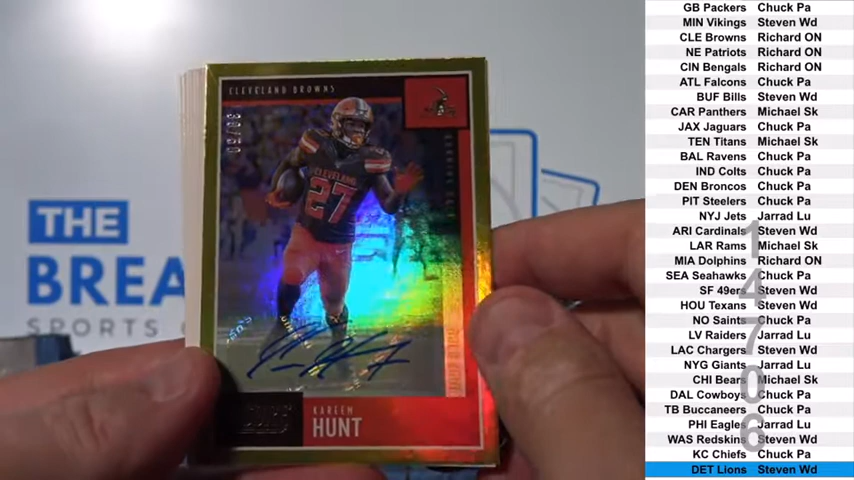 CLEVELAND BROWNS
CLEVELAND
27
SCORE
KAREEM
HUNT
THE
BREA
SPORTS
GB Packers Chuck Pa
MIN Vikings Steven Wd
CLE Browns Richard ON
NE Patriots Richard ON
CIN Bengals Richard ON
ATL Falcons Chuck Pa
BUF Bills Steven Wd
CAR Panthers Michael Sk
JAX Jaguars Chuck Pa
TEN Titans Michael Sk
BAL Ravens Chuck Pa
IND Colts Chuck Pa
DEN Broncos Chuck Pa
PIT Steelers Chuck Pa
NYJ Jets Jarrad Lu
ARI Cardinals Steven Wd
LAR Rams Michael Sk
MIA Dolphins Richard ON
SEA Seahawks Chuck Pa
SF 49ers Steven Wd
HOU Texans Steven Wd
NO Saints Chuck Pa
LV Raiders Jarrad Lu
LAC Chargers Steven Wd
NYG Giants Jarrad Lu
CHI Bears Michael Sk
DAL Cowboys Chuck Pa
TB Buccaneers Chuck Pa
PHI Eagles Jarrad Lu
WAS Redskins Steven Wd
KC Chiefs Chuck Pa
DET Lions Steven Wd
14706